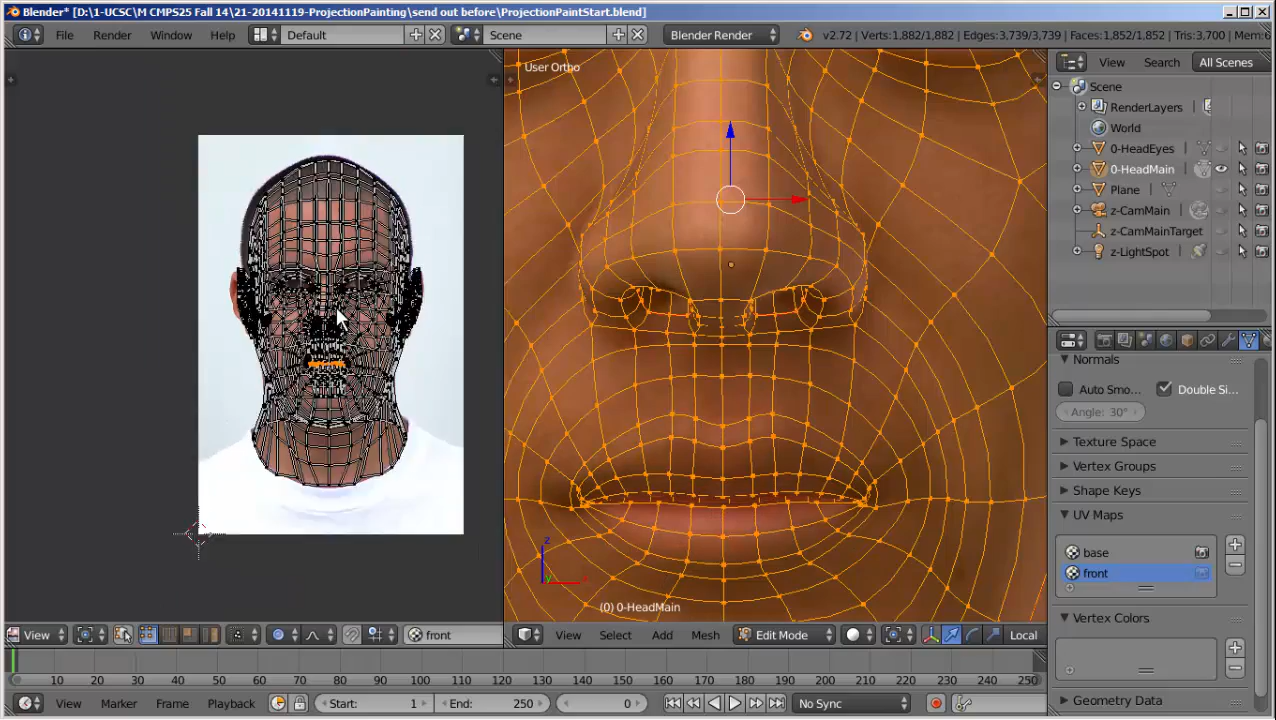 Blender* [D:\1-UCSC\M CMPS25 Fall 14\21-20141119-ProjectionPainting\send out before\ProjectionPaintStart.blend]
File Render Window Help Default Scene Blender Render v2.72 | Verts:1,882/1,882 | Edges:3,739/3,739 | Faces:1,852/1,852 | Tris:3,700 | Mem:6
User Ortho
View Search All Scenes
Scene
RenderLayers
World
0-HeadEyes
0-HeadMain
Plane
z-CamMain
z-CamMainTarget
z-LightSpot
Normals
Auto Smo... Double Si...
Angle: 30°
Texture Space
Vertex Groups
Shape Keys
UV Maps
base
front
Vertex Colors
Geometry Data
z
y
(0) 0-HeadMain
View front
View Select Add Mesh Edit Mode Local
10 20 30 40 50 60 70 80 90 100 110 120 130 140 150 160 170 180 190 200 210 220 230 240 250
View Marker Frame Playback Start: 1 End: 250 0 No Sync